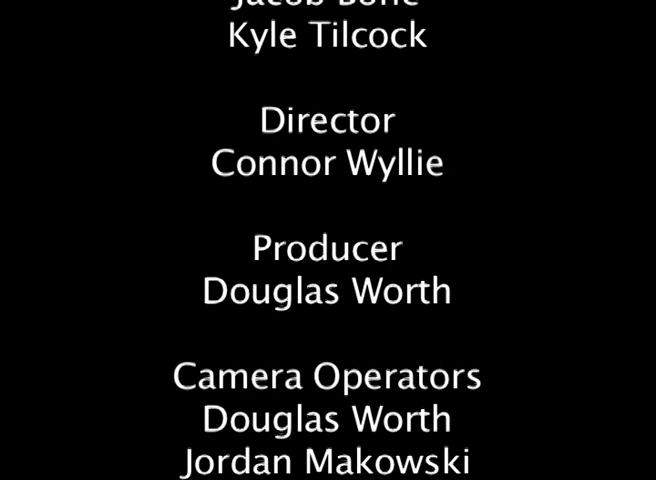 Kyle Tilcock
Director
Connor Wyllie
Producer
Douglas Worth
Camera Operators
Douglas Worth
Jordan Makowski